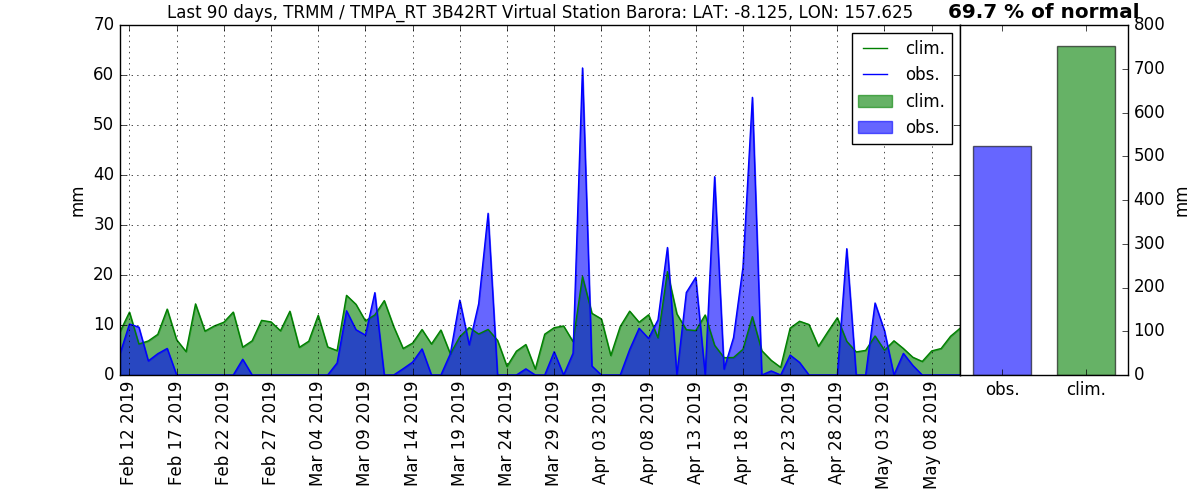 Last 90 days, TRMM / TMPA_RT 3B42RT Virtual Station Barora: LAT: -8.125, LON: 157.625
69.7 % of normal
mm
70
60
50
40
30
20
10
0
clim.
obs.
clim.
obs.
Feb 12 2019
Feb 17 2019
Feb 22 2019
Feb 27 2019
Mar 04 2019
Mar 09 2019
Mar 14 2019
Mar 19 2019
Mar 24 2019
Mar 29 2019
Apr 03 2019
Apr 08 2019
Apr 13 2019
Apr 18 2019
Apr 23 2019
Apr 28 2019
May 03 2019
May 08 2019
800
700
600
500
400
300
200
100
0
mm
obs.
clim.